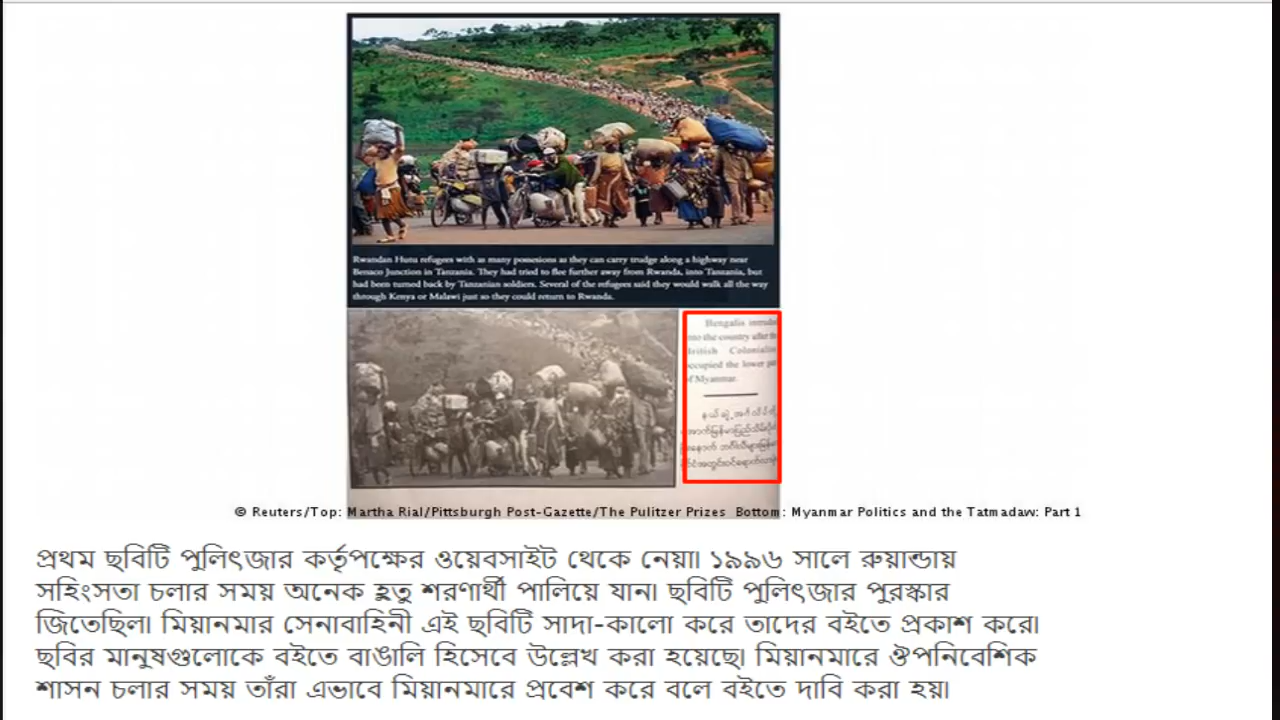 Rwandan Hutu refugees with as many possesions as they can carry trudge along a highway near
Benaco Junction in Tanzania. They had tried to flee further away from Rwanda, into Tanzania, but
had been turned back by Tanzanian soldiers. Several of the refugees said they would walk all the way
through Kenya or Malawi just so they could return to Rwanda.
Bengalis
the country after
British
occupied the lower
of Myanmar.
© Reuters/Top: Martha Rial/Pittsburgh Post-Gazette/The Pulitzer Prizes Bottom: Myanmar Politics and the Tatmadaw: Part 1
প্রথম ছবিটি পুলিৎজার কর্তৃপক্ষের ওয়েবসাইট থেকে নেয়া। ১৯৯৬ সালে রুয়ান্ডায়
সহিংসতা চলার সময় অনেক হুতু শরণার্থী পালিয়ে যান। ছবিটি পুলিৎজার পুরস্কার
জিতেছিল। মিয়ানমার সেনাবাহিনী এই ছবিটি সাদা-কালো করে তাদের বইতে প্রকাশ করে।
ছবির মানুষগুলোকে বইতে বাঙালি হিসেবে উল্লেখ করা হয়েছে। মিয়ানমারে ঔপনিবেশিক
শাসন চলার সময় তাঁরা এভাবে মিয়ানমারে প্রবেশ করে বলে বইতে দাবি করা হয়।